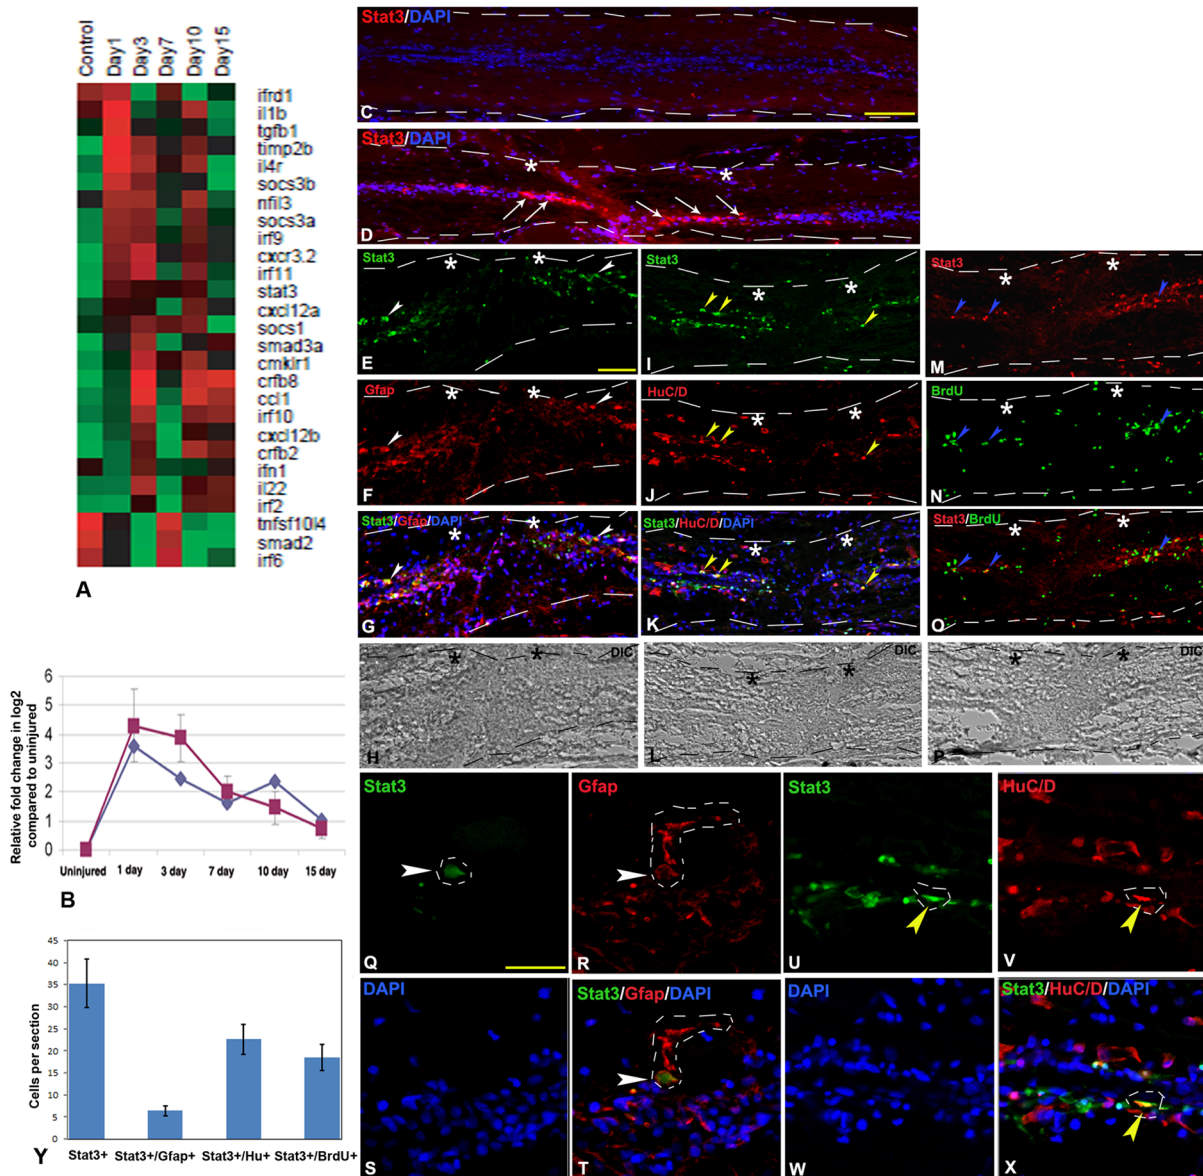 Control
Day1
Day3
Day7
Day10
Day15
ifrd1
il1b
tgfb1
timp2b
il4r
socs3b
nfil3
socs3a
irf9
cxcr3.2
irf11
stat3
cxcl12a
socs1
smad3a
cmklr1
crfb8
ccl1
irf10
cxcl12b
crfb2
ifn1
il22
irf2
tnfsf10l4
smad2
irf6
A
Relative fold change in log2
compared to uninjured
6
5
4
3
2
1
0
Uninjured 1 day 3 day 7 day 10 day 15 day
B
Cells per section
45
40
35
30
25
20
15
10
5
0
Stat3+ Stat3+/Gfap+ Stat3+/Hu+ Stat3+/BrdU+
Y
Stat3/DAPI
C
Stat3/DAPI
* *
D
Stat3
* *
E
Gfap
* *
F
Stat3/Gfap/DAPI
* *
G
DIC
* *
H
Stat3
* *
I
HuC/D
* *
J
Stat3/HuC/D/DAPI
* *
K
DIC
* *
L
Stat3
* *
M
BrdU
* *
N
Stat3/BrdU
* *
O
DIC
* *
P
Stat3
Q
Gfap
R
Stat3
U
HuC/D
V
DAPI
S
Stat3/Gfap/DAPI
T
DAPI
W
Stat3/HuC/D/DAPI
X